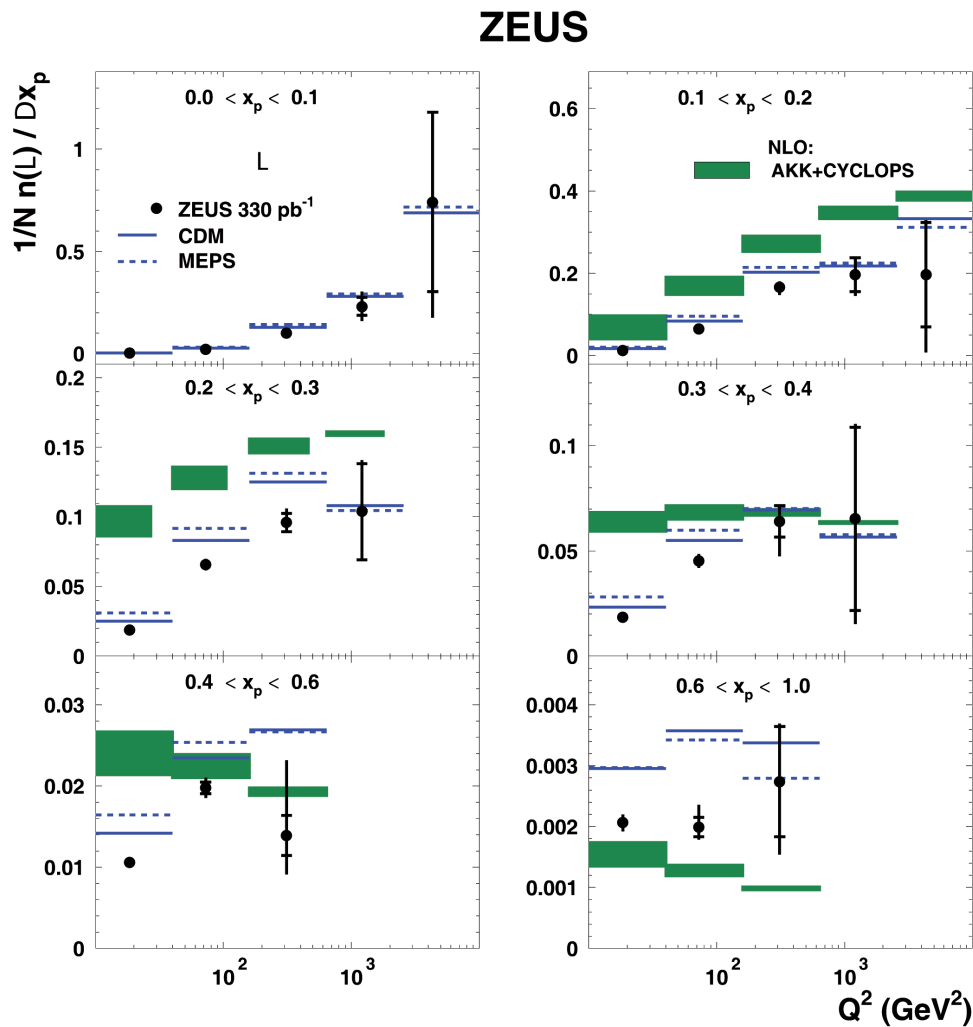 ZEUS
1/N n(L) / Dx_p
0.0 < x_p < 0.1
L
ZEUS 330 pb^-1
CDM
MEPS
1
0.5
0
0.1 < x_p < 0.2
NLO:
AKK+CYCLOPS
0.6
0.4
0.2
0
0.2 < x_p < 0.3
0.2
0.15
0.1
0.05
0
0.3 < x_p < 0.4
0.1
0.05
0
0.4 < x_p < 0.6
0.03
0.02
0.01
0
10^2
10^3
0.6 < x_p < 1.0
0.004
0.003
0.002
0.001
0
10^2
10^3
Q^2 (GeV^2)